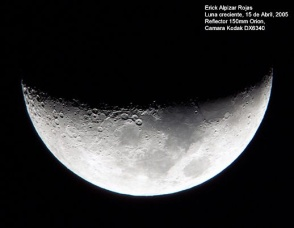 Erick Alpizar Rojas
Luna creciente, 15 de Abril, 2005
Reflector 150mm Orion,
Camara Kodak DX6340